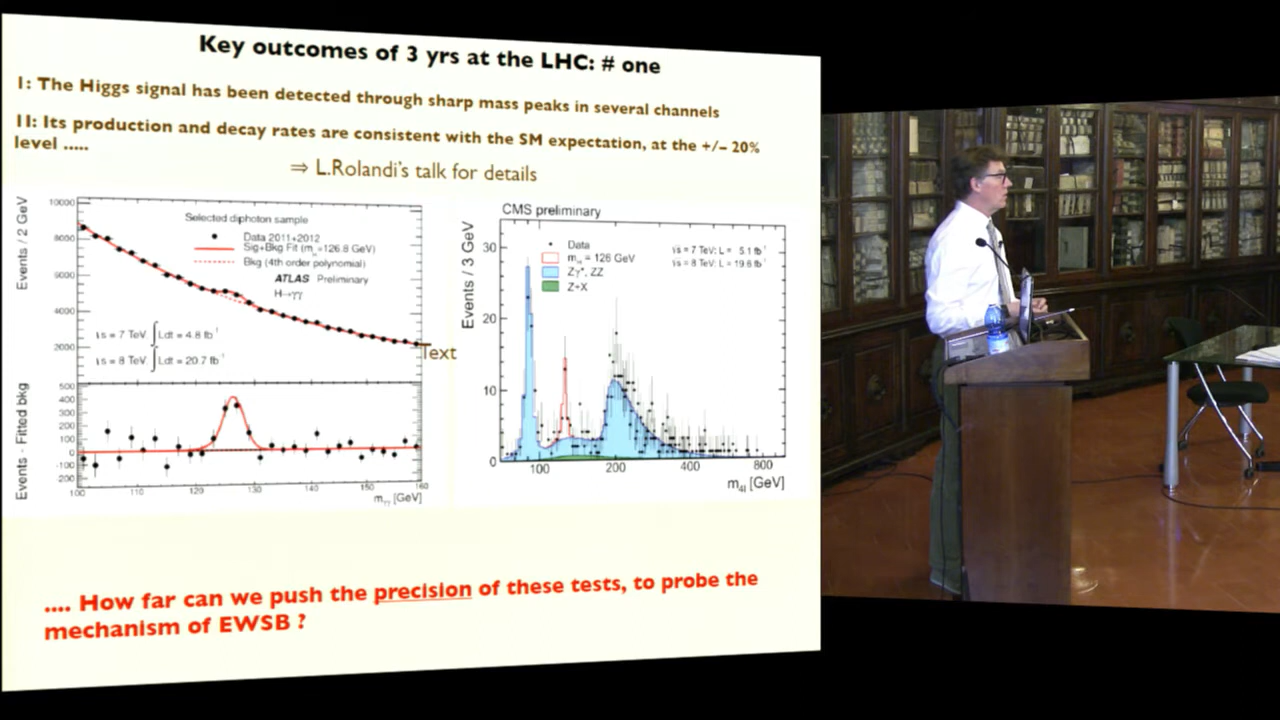 Key outcomes of 3 yrs at the LHC: # one
I: The Higgs signal has been detected through sharp mass peaks in several channels
II: Its production and decay rates are consistent with the SM expectation, at the +/- 20%
level .....
⇒ L.Rolandi's talk for details
Events / 2 GeV
10000
8000
6000
4000
2000
Selected diphoton sample
Data 2011+2012
Sig+Bkg Fit (m =126.8 GeV)
Bkg (4th order polynomial)
ATLAS Preliminary
H→γγ
√s = 7 TeV ∫Ldt = 4.8 fb⁻¹
√s = 8 TeV ∫Ldt = 20.7 fb⁻¹
Text
Events - Fitted bkg
500
400
300
200
100
0
-100
200
100 110 120 130 140 150 160
mγγ [GeV]
CMS preliminary
Events / 3 GeV
30
20
10
0
Data
mH = 126 GeV
Zγ*, ZZ
Z+X
√s = 7 TeV: L = 5.1 fb⁻¹
√s = 8 TeV: L = 19.6 fb⁻¹
100 200 400 800
m4l [GeV]
.... How far can we push the precision of these tests, to probe the
mechanism of EWSB ?